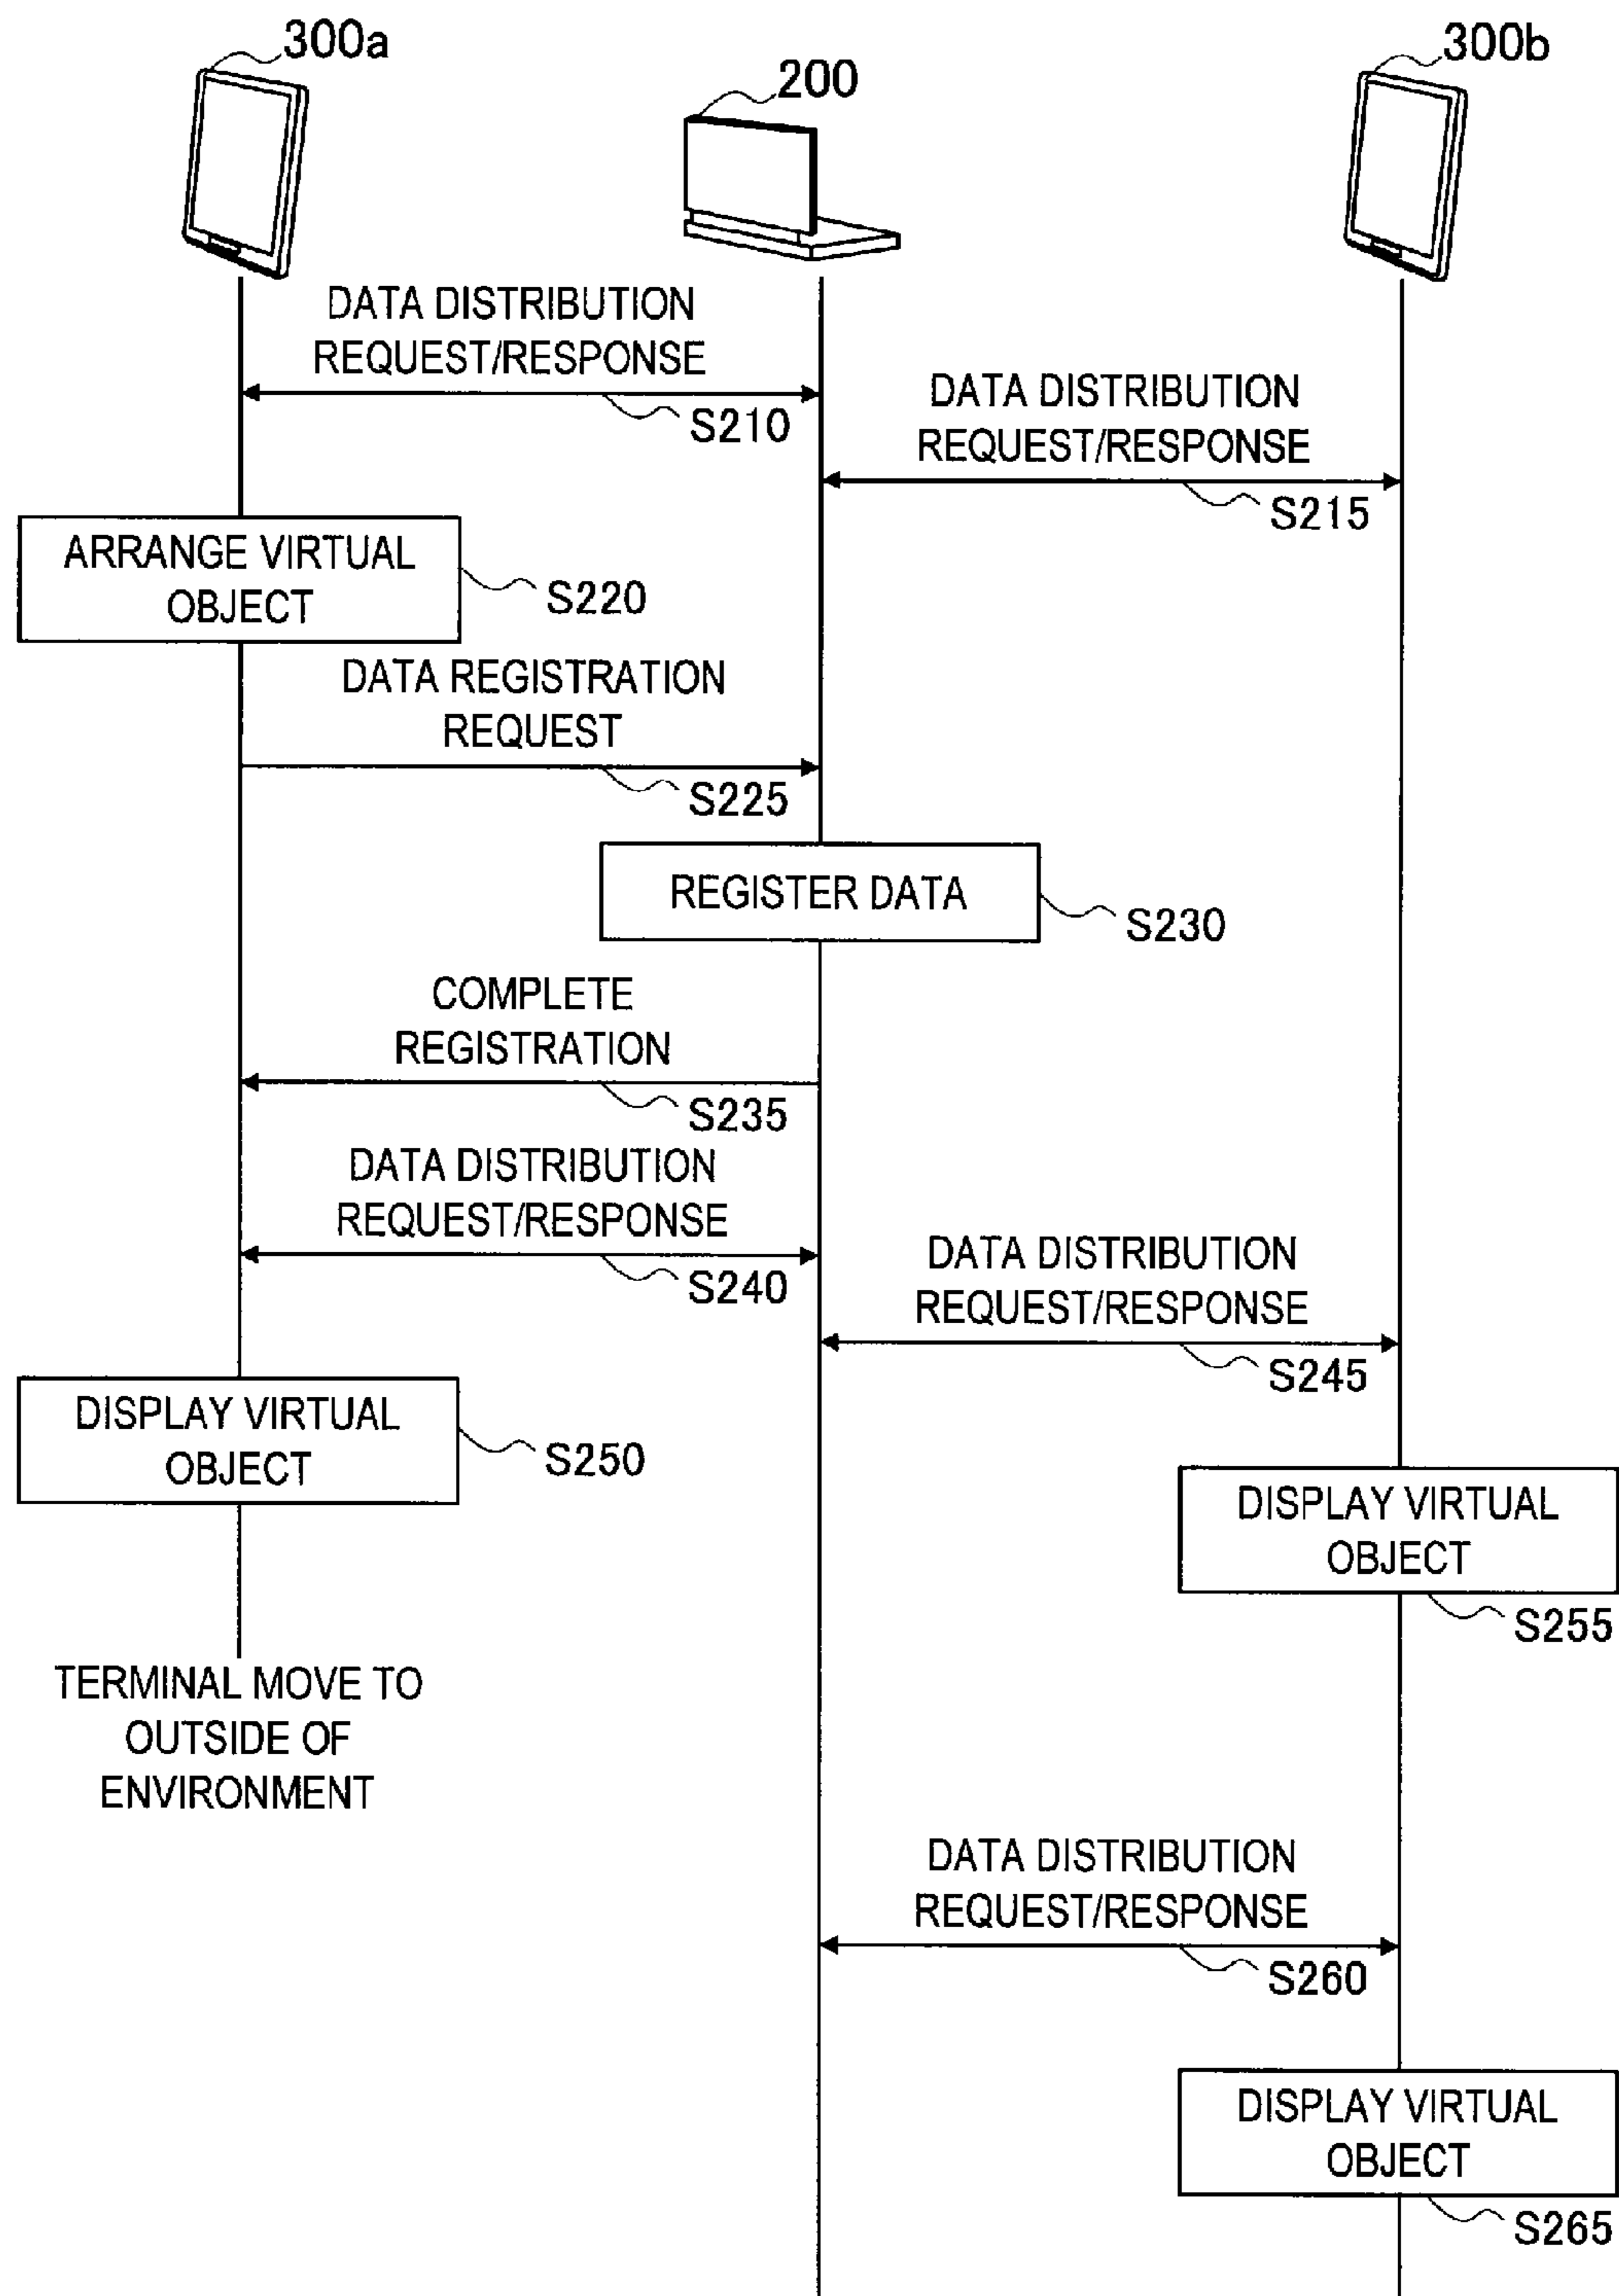 300a
200
300b
DATA DISTRIBUTION
REQUEST/RESPONSE
S210
DATA DISTRIBUTION
REQUEST/RESPONSE
S215
ARRANGE VIRTUAL
OBJECT
S220
DATA REGISTRATION
REQUEST
S225
REGISTER DATA
S230
COMPLETE
REGISTRATION
S235
DATA DISTRIBUTION
REQUEST/RESPONSE
S240
DATA DISTRIBUTION
REQUEST/RESPONSE
S245
DISPLAY VIRTUAL
OBJECT
S250
DISPLAY VIRTUAL
OBJECT
S255
TERMINAL MOVE TO
OUTSIDE OF
ENVIRONMENT
DATA DISTRIBUTION
REQUEST/RESPONSE
S260
DISPLAY VIRTUAL
OBJECT
S265